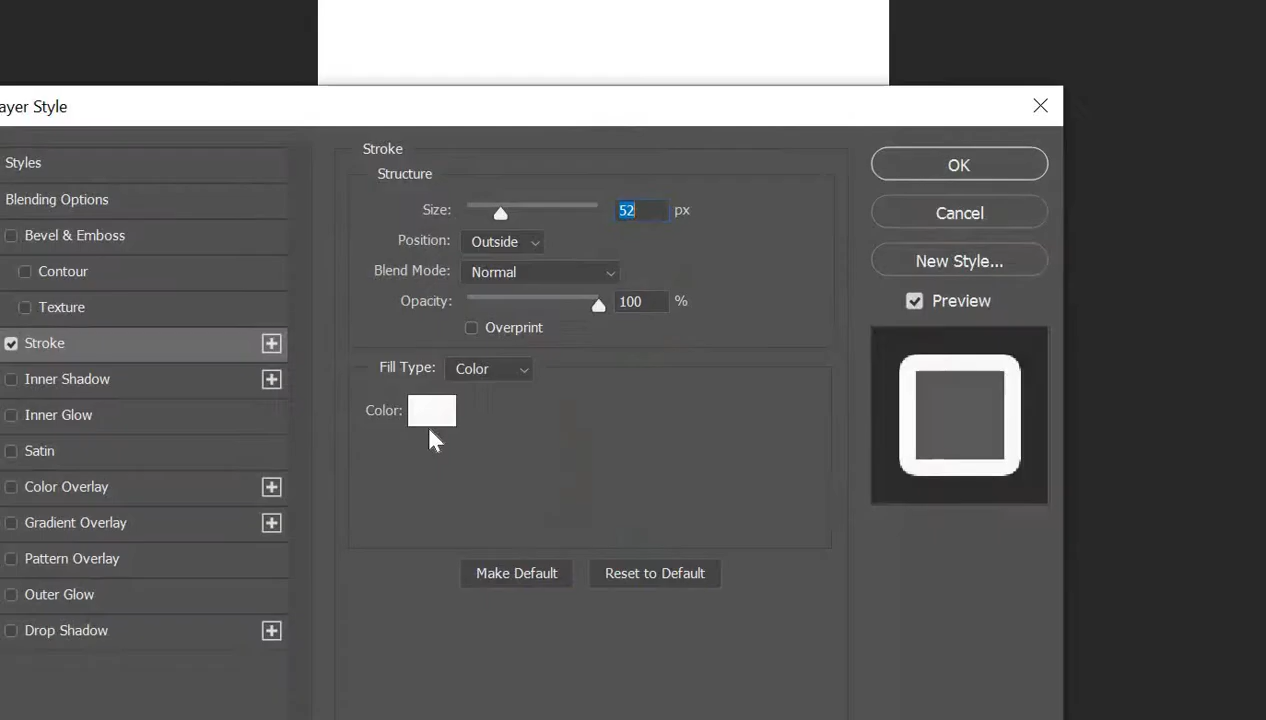 ayer Style
Styles
Blending Options
Bevel & Emboss
Contour
Texture
Stroke
Inner Shadow
Inner Glow
Satin
Color Overlay
Gradient Overlay
Pattern Overlay
Outer Glow
Drop Shadow
Stroke
Structure
Size: 52 px
Position: Outside
Blend Mode: Normal
Opacity: 100 %
Overprint
Fill Type: Color
Color:
Make Default Reset to Default
OK
Cancel
New Style...
Preview